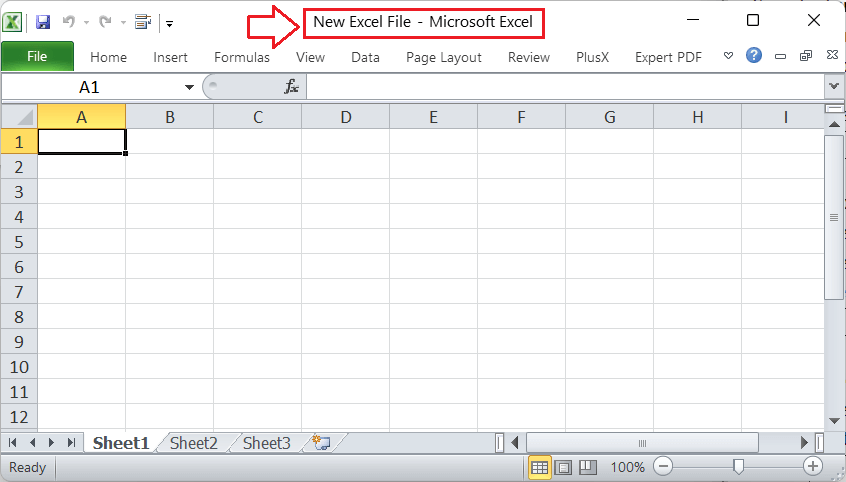 New Excel File - Microsoft Excel
File Home Insert Formulas View Data Page Layout Review PlusX Expert PDF
A1 fx
A B C D E F G H I
1
2
3
4
5
6
7
8
9
10
11
12
Sheet1 Sheet2 Sheet3
Ready 100%